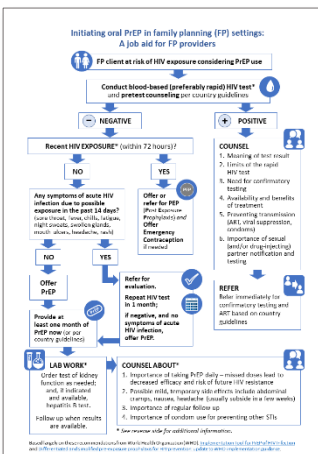 Initiating oral PrEP in family planning (FP) settings:
A job aid for FP providers
FP client at risk of HIV exposure considering PrEP use
Conduct blood-based (preferably rapid) HIV test*
and pretest counseling per country guidelines
NEGATIVE
POSITIVE
Recent HIV EXPOSURE* (within 72 hours)?
NO
YES
Any symptoms of acute HIV
infection due to possible
exposure in the past 14 days?
(sore throat, fever, chills, fatigue,
night sweats, swollen glands,
mouth ulcers, headache, rash)
Offer or
refer for PEP
(Post Exposure
Prophylaxis) and
Offer
Emergency
Contraception
if needed
PEP
COUNSEL
1. Meaning of test result
2. Limits of the rapid
HIV test
3. Need for confirmatory
testing
4. Availability and benefits
of treatment
5. Preventing transmission
(ART, viral suppression,
condoms)
6. Importance of sexual
(and/or drug-injecting)
partner notification and
testing
NO
YES
Offer
PrEP
Refer for
evaluation.
Repeat HIV test
in 1 month;
if negative, and no
symptoms of acute
HIV infection,
offer PrEP.
REFER
Refer immediately for
confirmatory testing and
ART based on country
guidelines
Provide at
least one month of
PrEP now (or per
country guidelines)
LAB WORK*
Order test of kidney
function as needed;
and, if indicated
and available,
hepatitis B test.
Follow up when
results are
available.
COUNSEL ABOUT*
1. Importance of taking PrEP daily – missed doses lead to
decreased efficacy and risk of future HIV resistance
2. Possible mild, temporary side effects include abdominal
cramps, nausea, headache (usually subside in a few weeks)
3. Importance of regular follow up
4. Importance of condom use for preventing other STIs
* See reverse side for additional information.